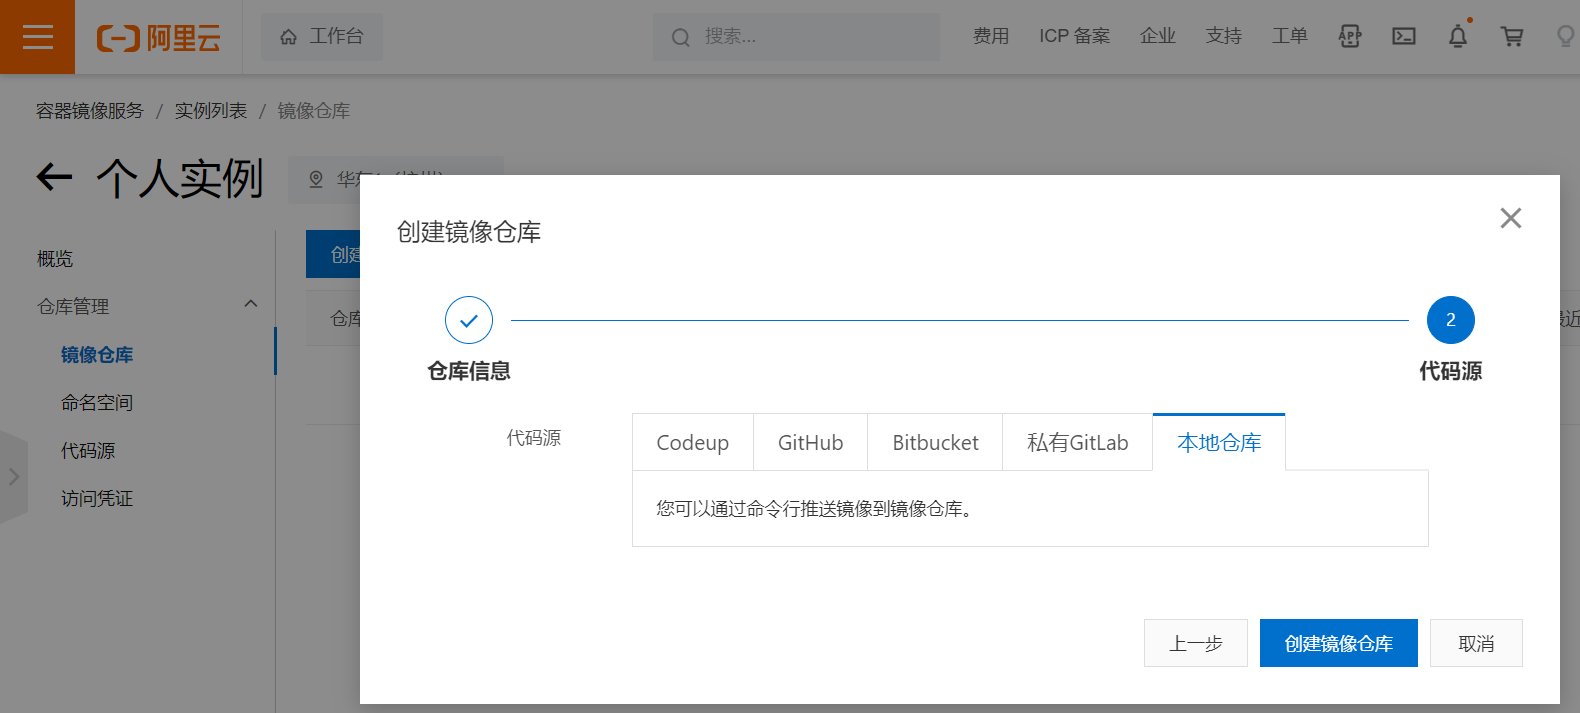 阿里云
工作台
搜索...
费用
ICP 备案
企业
支持
工单
APP
容器镜像服务 / 实例列表 / 镜像仓库
个人实例
概览
仓库管理
镜像仓库
命名空间
代码源
访问凭证
创建
仓库
创建镜像仓库
2
仓库信息
代码源
代码源
Codeup
GitHub
Bitbucket
私有GitLab
本地仓库
您可以通过命令行推送镜像到镜像仓库。
上一步
创建镜像仓库
取消